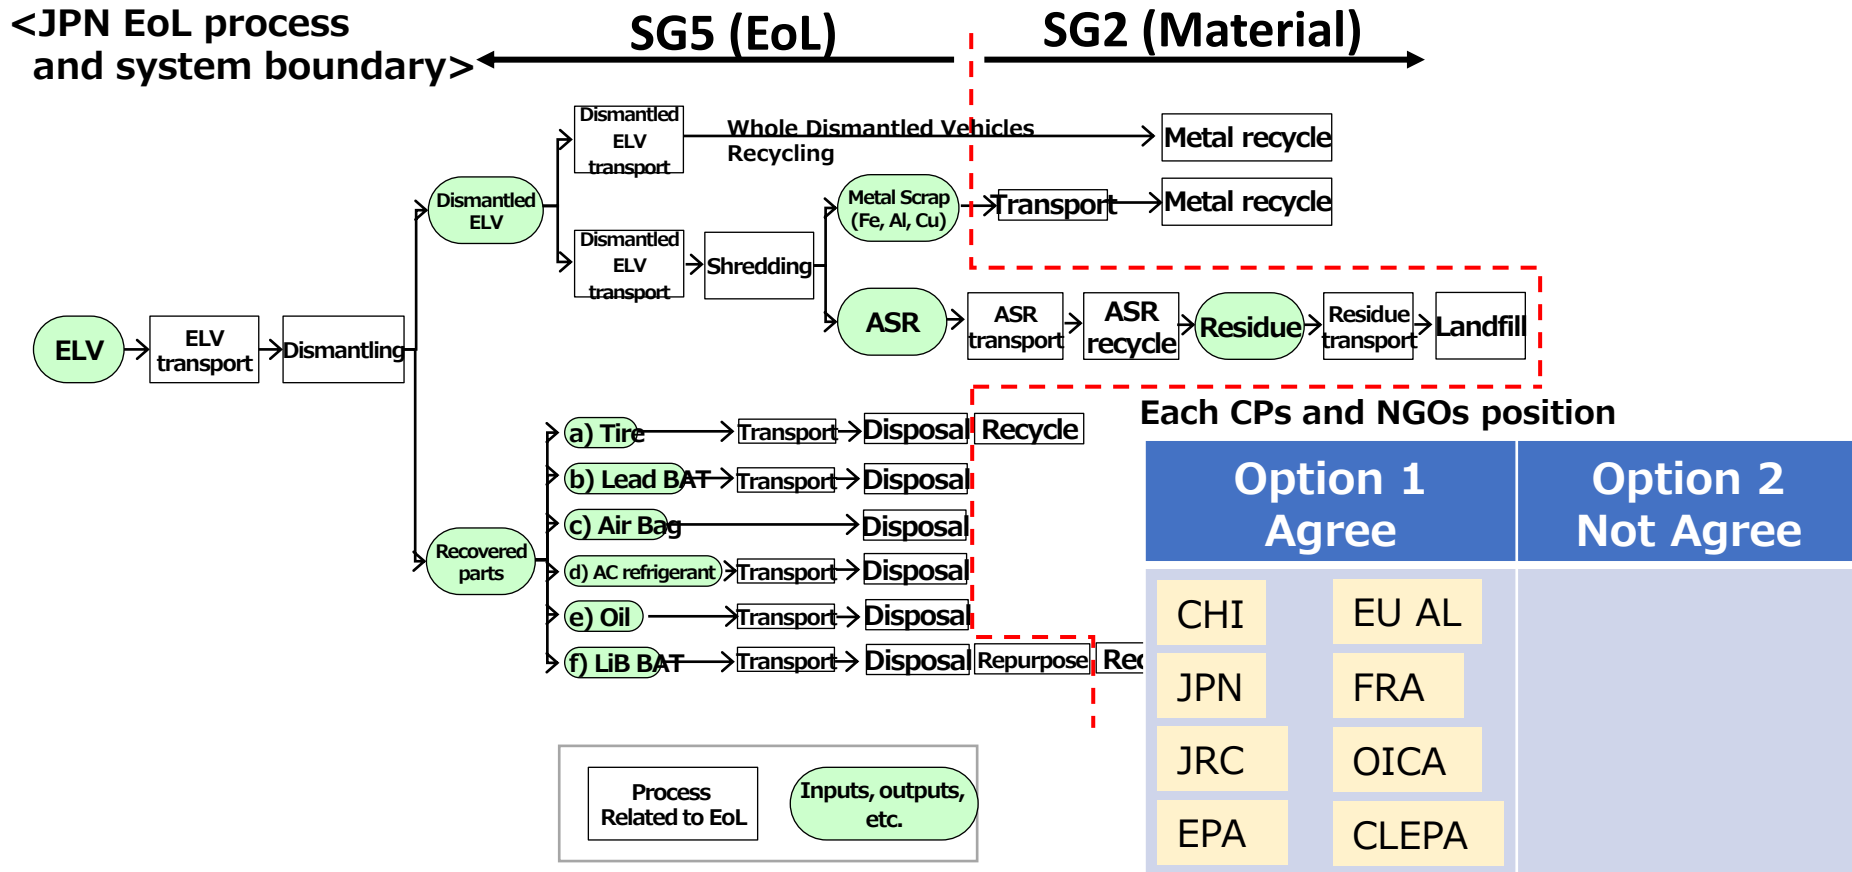 <JPN EoL process
and system boundary>
SG5 (EoL)
SG2 (Material)
Dismantled
ELV
transport
Whole Dismantled Vehicles
Recycling
Metal recycle
Dismantled
ELV
Metal Scrap
(Fe, Al, Cu)
Transport
Metal recycle
Dismantled
ELV
transport
Shredding
ELV
ELV
transport
Dismantling
ASR
ASR
transport
ASR
recycle
Residue
Residue
transport
Landfill
Recovered
parts
a) Tire
Transport
Disposal
Recycle
b) Lead BAT
Transport
Disposal
c) Air Bag
Disposal
d) AC refrigerant
Transport
Disposal
e) Oil
Transport
Disposal
f) LiB BAT
Transport
Disposal
Repurpose
Each CPs and NGOs position
Option 1
Agree
Option 2
Not Agree
CHI
EU AL
JPN
FRA
JRC
OICA
EPA
CLEPA
Process
Related to EoL
Inputs, outputs,
etc.